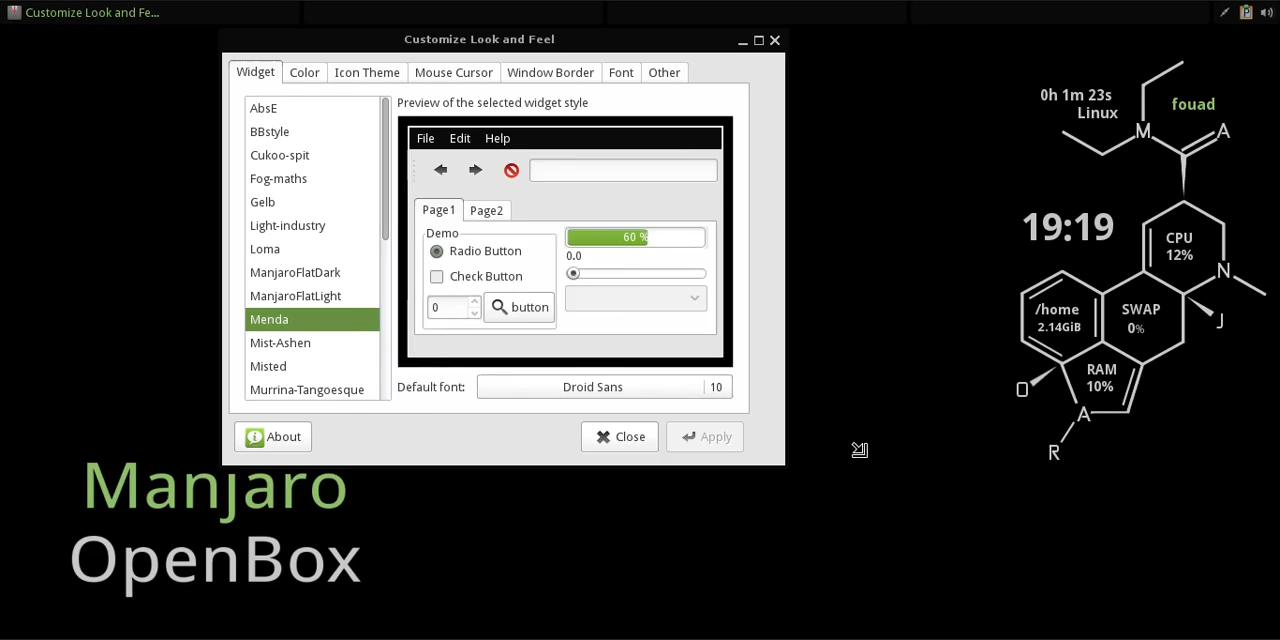 Customize Look and Fe...
Customize Look and Feel
Widget Color Icon Theme Mouse Cursor Window Border Font Other
AbsE
BBstyle
Cukoo-spit
Fog-maths
Gelb
Light-industry
Loma
ManjaroFlatDark
ManjaroFlatLight
Menda
Mist-Ashen
Misted
Murrina-Tangoesque
Preview of the selected widget style
File Edit Help
Page1 Page2
Demo
Radio Button
Check Button
0 button
60 %
0.0
Default font: Droid Sans 10
About Close Apply
Manjaro
OpenBox
0h 1m 23s
Linux
fouad
M A
19:19
CPU
12%
N
/home
2.14GiB
SWAP
0%
J
RAM
10%
O
A
R